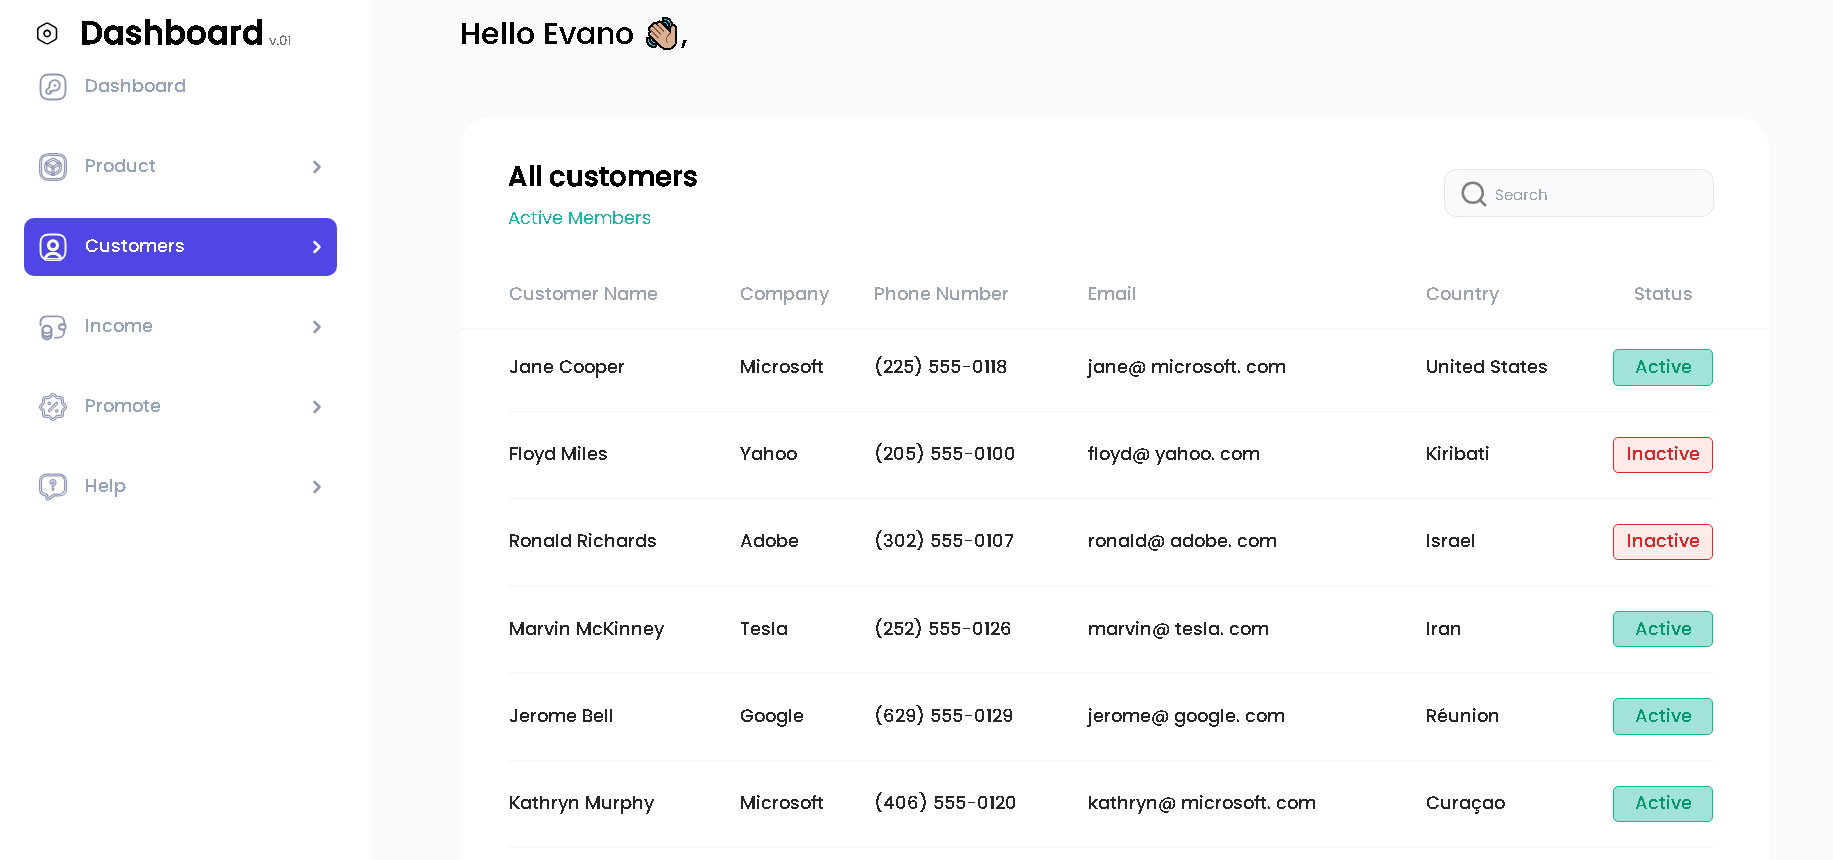 Dashboard v.01
Dashboard
Product
Customers
Income
Promote
Help
Hello Evano 👋🏽,
All customers
Active Members
Search
Customer Name Company Phone Number Email Country Status
Jane Cooper Microsoft (225) 555-0118 jane@ microsoft. com United States Active
Floyd Miles Yahoo (205) 555-0100 floyd@ yahoo. com Kiribati Inactive
Ronald Richards Adobe (302) 555-0107 ronald@ adobe. com Israel Inactive
Marvin McKinney Tesla (252) 555-0126 marvin@ tesla. com Iran Active
Jerome Bell Google (629) 555-0129 jerome@ google. com Réunion Active
Kathryn Murphy Microsoft (406) 555-0120 kathryn@ microsoft. com Curaçao Active